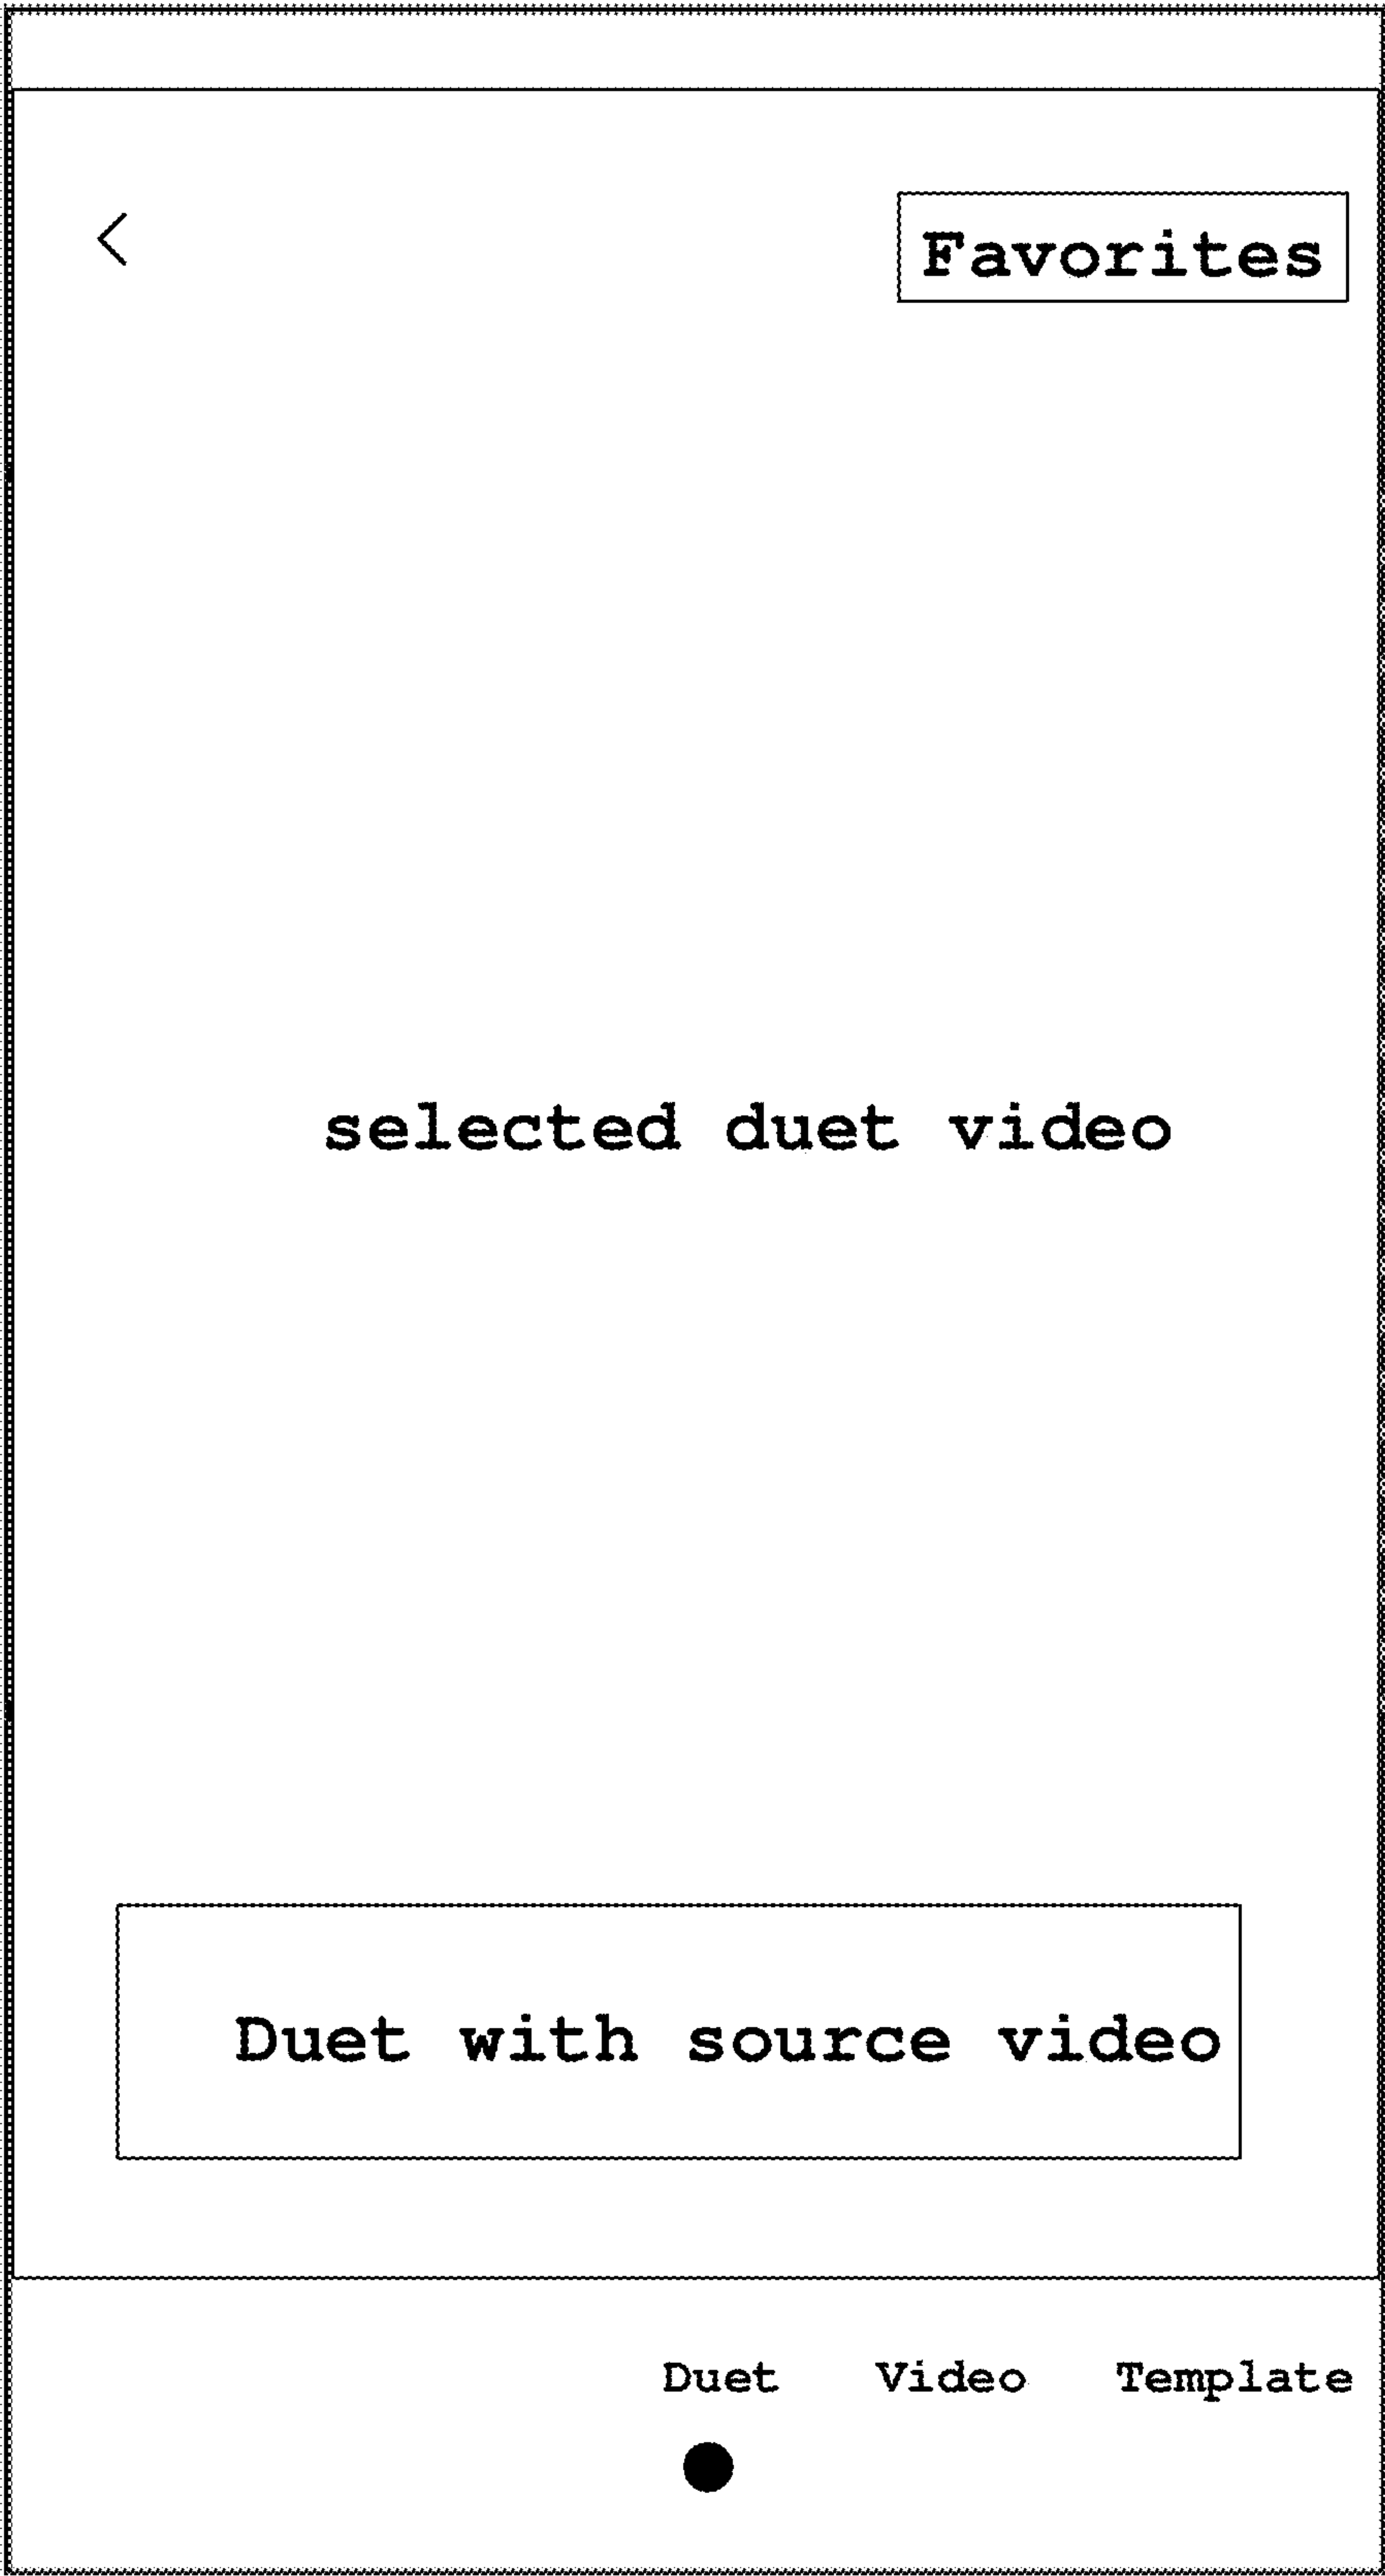 Favorites
selected duet video
Duet with source video
Duet Video Template